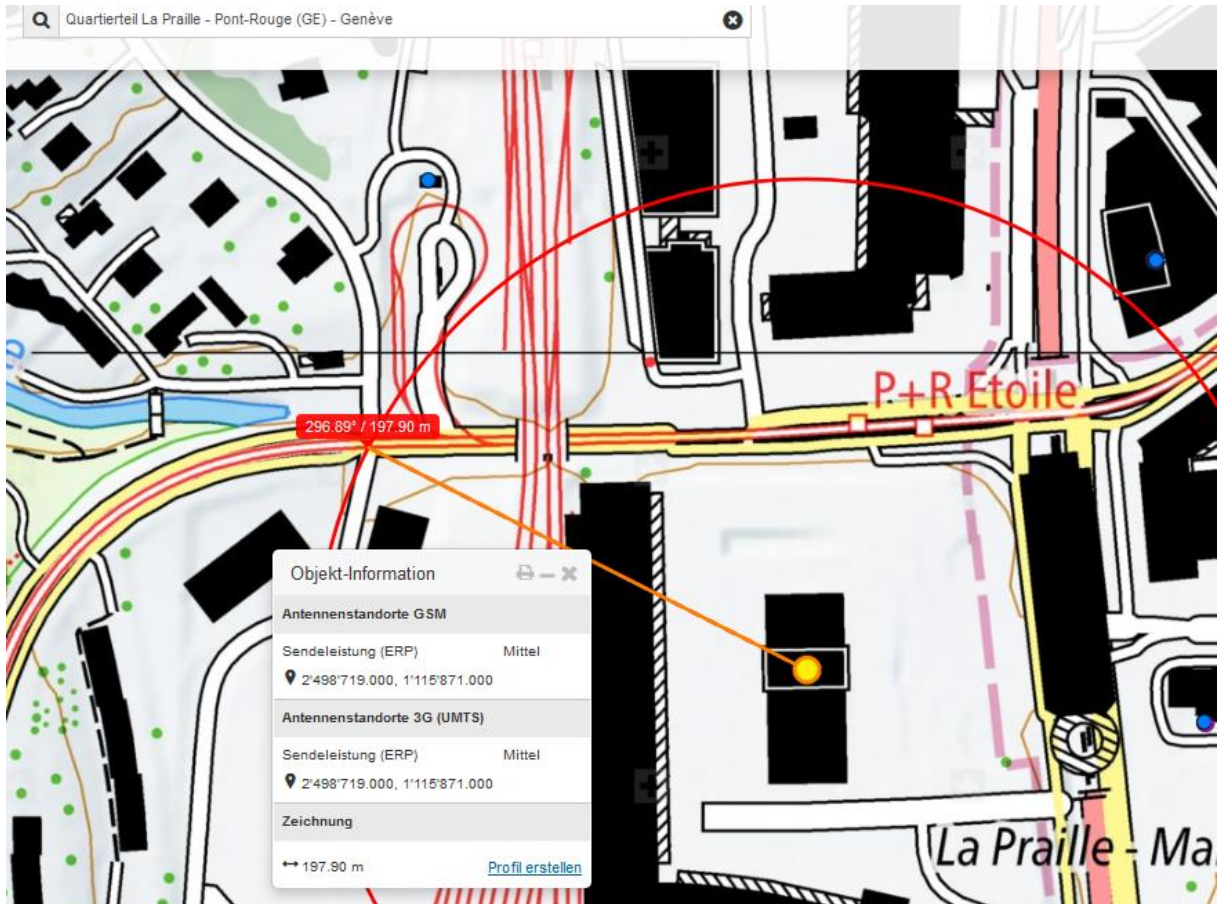 Quartierteil La Praille - Pont-Rouge (GE) - Genève
P+R Etoile
296.89° / 197.90 m
Objekt-Information
Antennenstandorte GSM
Sendeleistung (ERP) Mittel
2'498'719.000, 1'115'871.000
Antennenstandorte 3G (UMTS)
Sendeleistung (ERP) Mittel
2'498'719.000, 1'115'871.000
Zeichnung
197.90 m Profil erstellen
La Praille - Ma